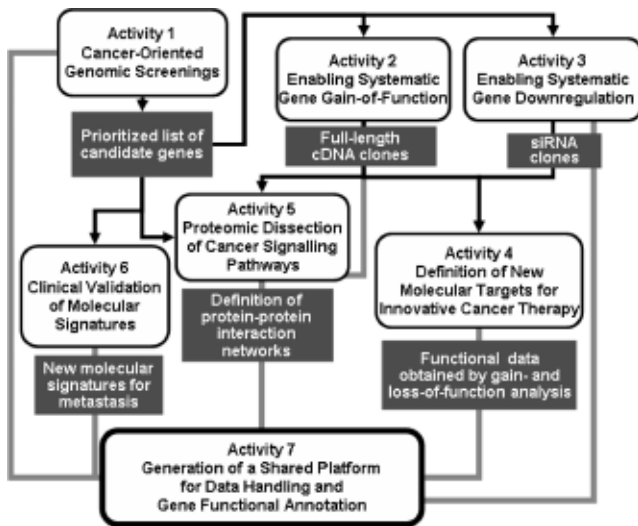 Activity 1
Cancer-Oriented
Genomic Screenings
Activity 2
Enabling Systematic
Gene Gain-of-Function
Activity 3
Enabling Systematic
Gene Downregulation
Prioritized list of
candidate genes
Full-length
cDNA clones
siRNA
clones
Activity 5
Proteomic Dissection
of Cancer Signalling
Pathways
Activity 6
Clinical Validation
of Molecular
Signatures
Activity 4
Definition of New
Molecular Targets for
Innovative Cancer Therapy
Definition of
protein-protein
interaction
networks
New molecular
signatures for
metastasis
Functional data
obtained by gain- and
loss-of-function analysis
Activity 7
Generation of a Shared Platform
for Data Handling and
Gene Functional Annotation